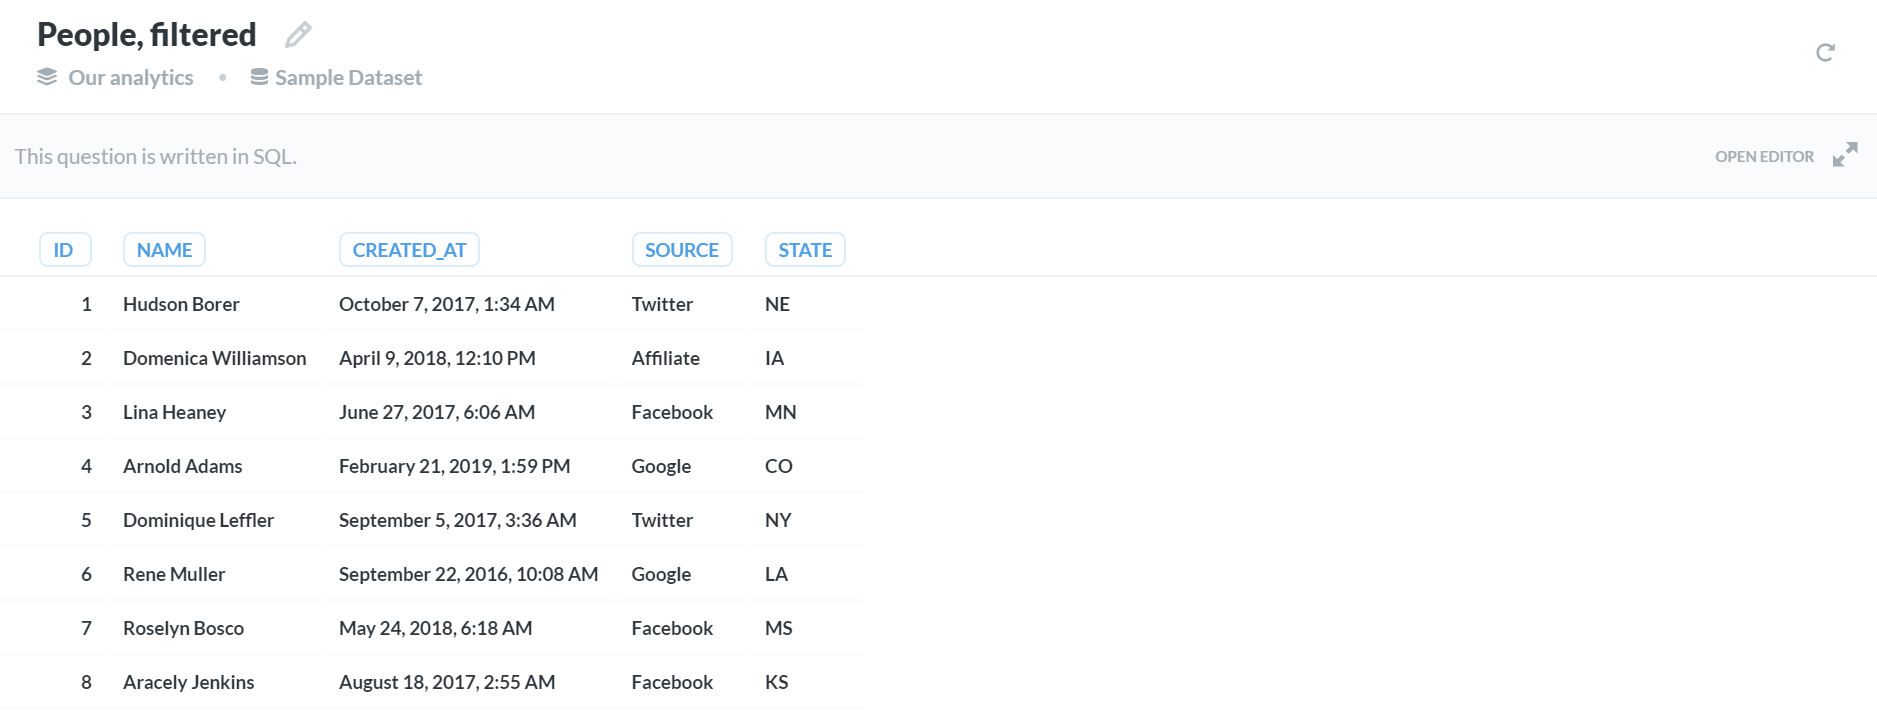 People, filtered
Our analytics • Sample Dataset
This question is written in SQL.
OPEN EDITOR
ID NAME CREATED_AT SOURCE STATE
1 Hudson Borer October 7, 2017, 1:34 AM Twitter NE
2 Domenica Williamson April 9, 2018, 12:10 PM Affiliate IA
3 Lina Heaney June 27, 2017, 6:06 AM Facebook MN
4 Arnold Adams February 21, 2019, 1:59 PM Google CO
5 Dominique Leffler September 5, 2017, 3:36 AM Twitter NY
6 Rene Muller September 22, 2016, 10:08 AM Google LA
7 Roselyn Bosco May 24, 2018, 6:18 AM Facebook MS
8 Aracely Jenkins August 18, 2017, 2:55 AM Facebook KS